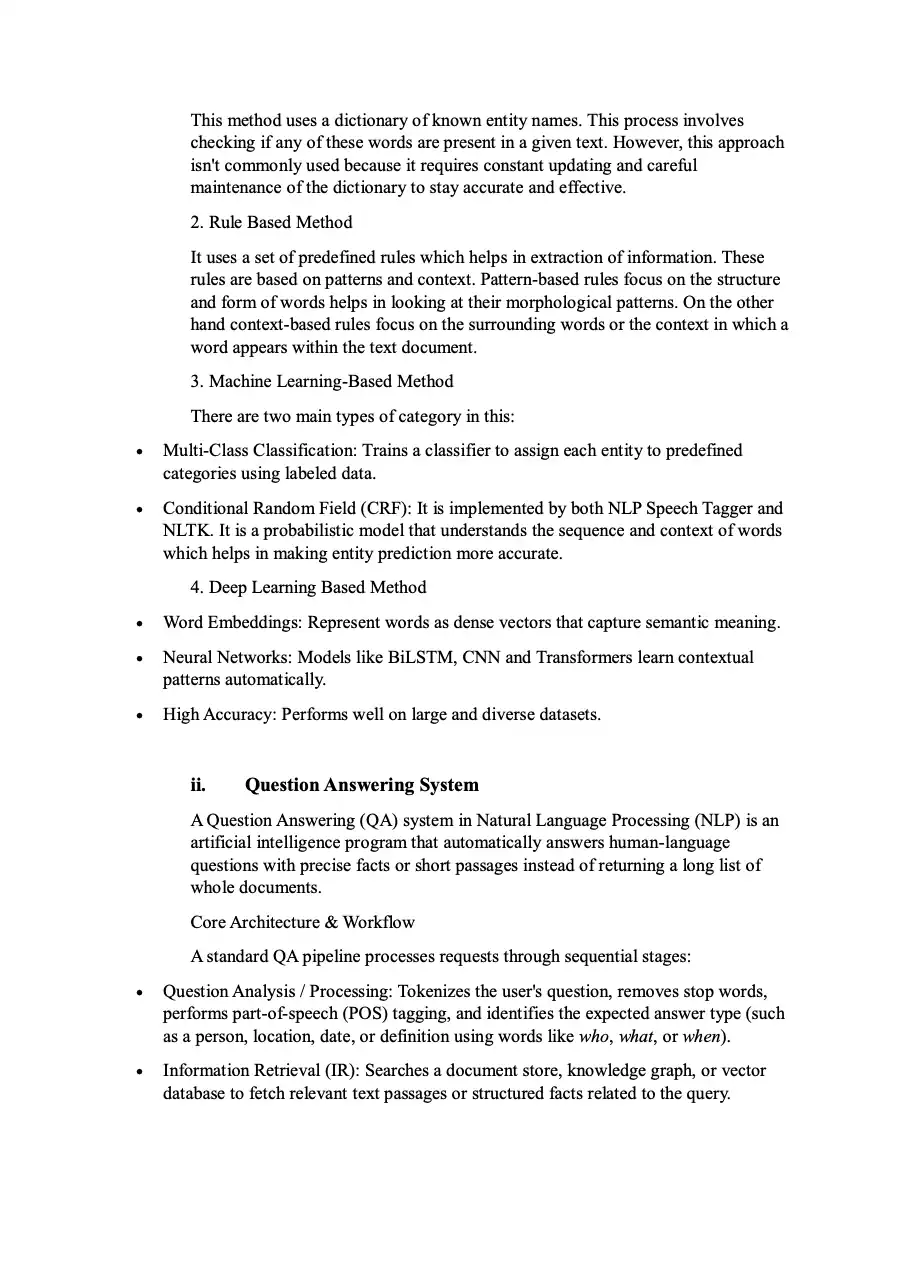 This method uses a dictionary of known entity names. This process involves
checking if any of these words are present in a given text. However, this approach
isn't commonly used because it requires constant updating and careful
maintenance of the dictionary to stay accurate and effective.
2. Rule Based Method
It uses a set of predefined rules which helps in extraction of information. These
rules are based on patterns and context. Pattern-based rules focus on the structure
and form of words helps in looking at their morphological patterns. On the other
hand context-based rules focus on the surrounding words or the context in which a
word appears within the text document.
3. Machine Learning-Based Method
There are two main types of category in this:
• Multi-Class Classification: Trains a classifier to assign each entity to predefined
categories using labeled data.
• Conditional Random Field (CRF): It is implemented by both NLP Speech Tagger and
NLTK. It is a probabilistic model that understands the sequence and context of words
which helps in making entity prediction more accurate.
4. Deep Learning Based Method
• Word Embeddings: Represent words as dense vectors that capture semantic meaning.
• Neural Networks: Models like BiLSTM, CNN and Transformers learn contextual
patterns automatically.
• High Accuracy: Performs well on large and diverse datasets.
ii. Question Answering System
A Question Answering (QA) system in Natural Language Processing (NLP) is an
artificial intelligence program that automatically answers human-language
questions with precise facts or short passages instead of returning a long list of
whole documents.
Core Architecture & Workflow
A standard QA pipeline processes requests through sequential stages:
• Question Analysis / Processing: Tokenizes the user's question, removes stop words,
performs part-of-speech (POS) tagging, and identifies the expected answer type (such
as a person, location, date, or definition using words like who, what, or when).
• Information Retrieval (IR): Searches a document store, knowledge graph, or vector
database to fetch relevant text passages or structured facts related to the query.